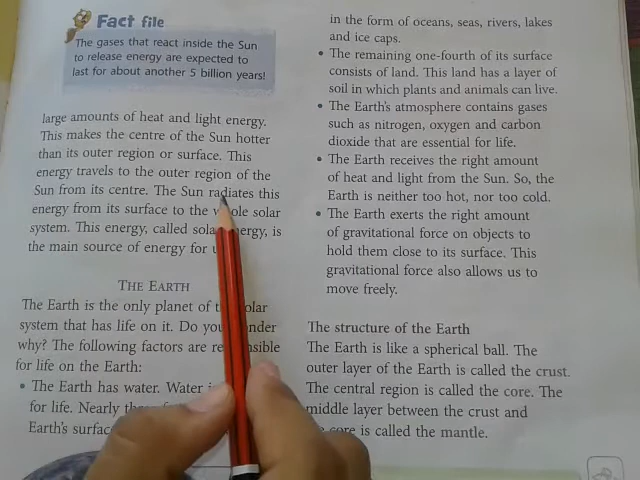 Fact file
The gases that react inside the Sun
to release energy are expected to
last for about another 5 billion years!
large amounts of heat and light energy.
This makes the centre of the Sun hotter
than its outer region or surface. This
energy travels to the outer region of the
Sun from its centre. The Sun radiates this
energy from its surface to the whole solar
system. This energy, called solar energy, is
the main source of energy for
THE EARTH
The Earth is the only planet of solar
system that has life on it. Do you wonder
why? The following factors are responsible
for life on the Earth:
• The Earth has water. Water
for life. Nearly
Earth's
in the form of oceans, seas, rivers, lakes
and ice caps.
• The remaining one-fourth of its surface
consists of land. This land has a layer of
soil in which plants and animals can live.
• The Earth's atmosphere contains gases
such as nitrogen, oxygen and carbon
dioxide that are essential for life.
• The Earth receives the right amount
of heat and light from the Sun. So, the
Earth is neither too hot, nor too cold.
• The Earth exerts the right amount
of gravitational force on objects to
hold them close to its surface. This
gravitational force also allows us to
move freely.
The structure of the Earth
The Earth is like a spherical ball. The
outer layer of the Earth is called the crust.
The central region is called the core. The
middle layer between the crust and
core is called the mantle.